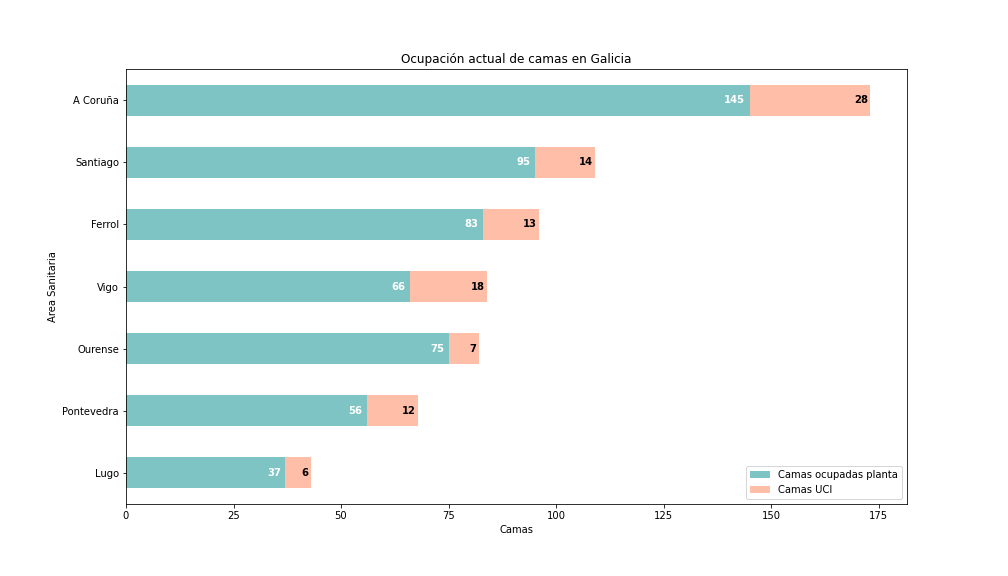 Ocupación actual de camas en Galicia
A Coruña
145
28
Santiago
95
14
Ferrol
83
13
Vigo
66
18
Ourense
75
7
Pontevedra
56
12
Lugo
37
6
Area Sanitaria
Camas ocupadas planta
Camas UCI
0 25 50 75 100 125 150 175
Camas